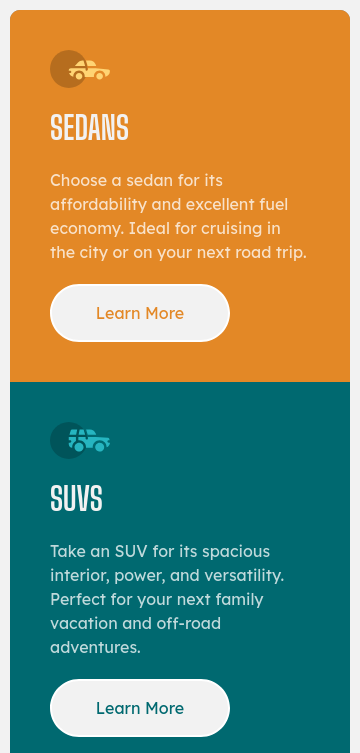 SEDANS
Choose a sedan for its
affordability and excellent fuel
economy. Ideal for cruising in
the city or on your next road trip.
Learn More
SUVS
Take an SUV for its spacious
interior, power, and versatility.
Perfect for your next family
vacation and off-road
adventures.
Learn More